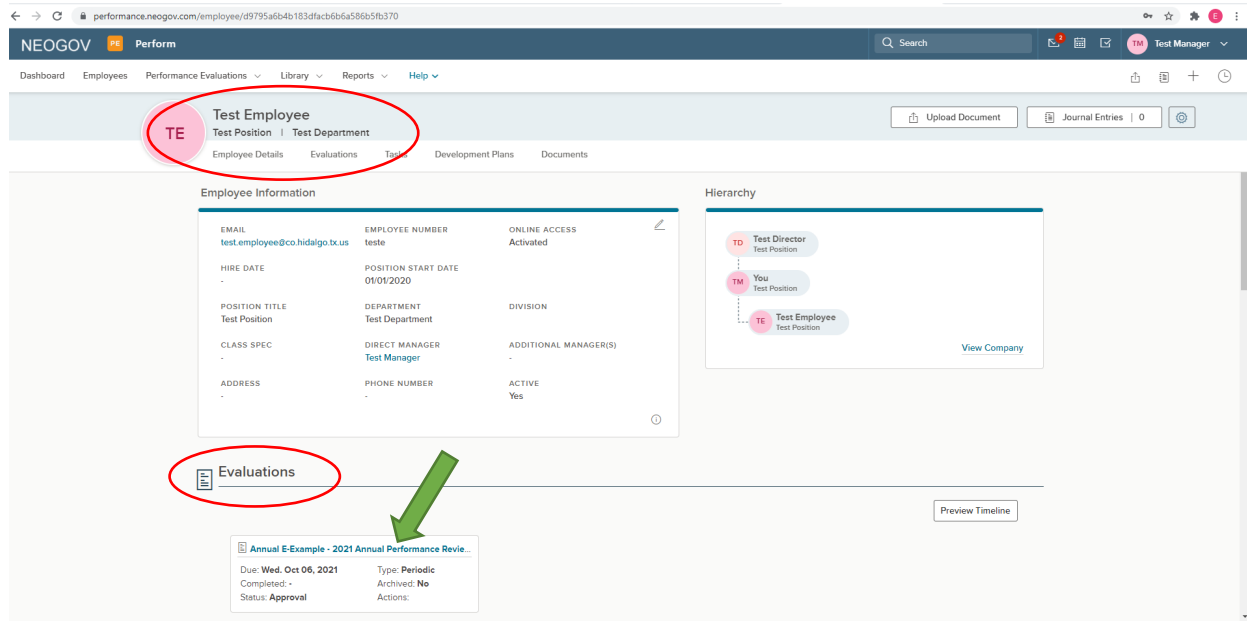 performance.neogov.com/employee/d9795a6b4b183dfacb6b6a586b5fb370
E
NEOGOV PE Perform
Search
2
TM Test Manager
Dashboard Employees Performance Evaluations Library Reports Help
TE
Test Employee
Test Position | Test Department
Upload Document
Journal Entries | 0
Employee Details Evaluations Tasks Development Plans Documents
Employee Information
EMAIL EMPLOYEE NUMBER ONLINE ACCESS
test.employee@co.hidalgo.tx.us teste Activated
HIRE DATE POSITION START DATE
- 01/01/2020
POSITION TITLE DEPARTMENT DIVISION
Test Position Test Department
CLASS SPEC DIRECT MANAGER ADDITIONAL MANAGER(S)
- Test Manager -
ADDRESS PHONE NUMBER ACTIVE
- - Yes
Hierarchy
TD Test Director
Test Position
TM You
Test Position
TE Test Employee
Test Position
View Company
Evaluations
Preview Timeline
Annual E-Example - 2021 Annual Performance Revie...
Due: Wed. Oct 06, 2021 Type: Periodic
Completed: - Archived: No
Status: Approval Actions: